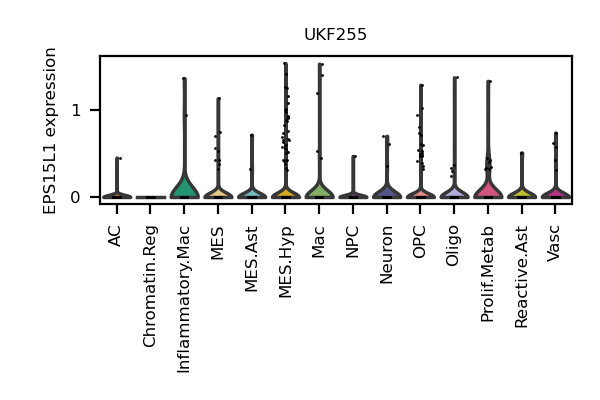 UKF255
EPS15L1 expression
1
0
AC
Chromatin.Reg
Inflammatory.Mac
MES
MES.Ast
MES.Hyp
Mac
NPC
Neuron
OPC
Oligo
Prolif.Metab
Reactive.Ast
Vasc